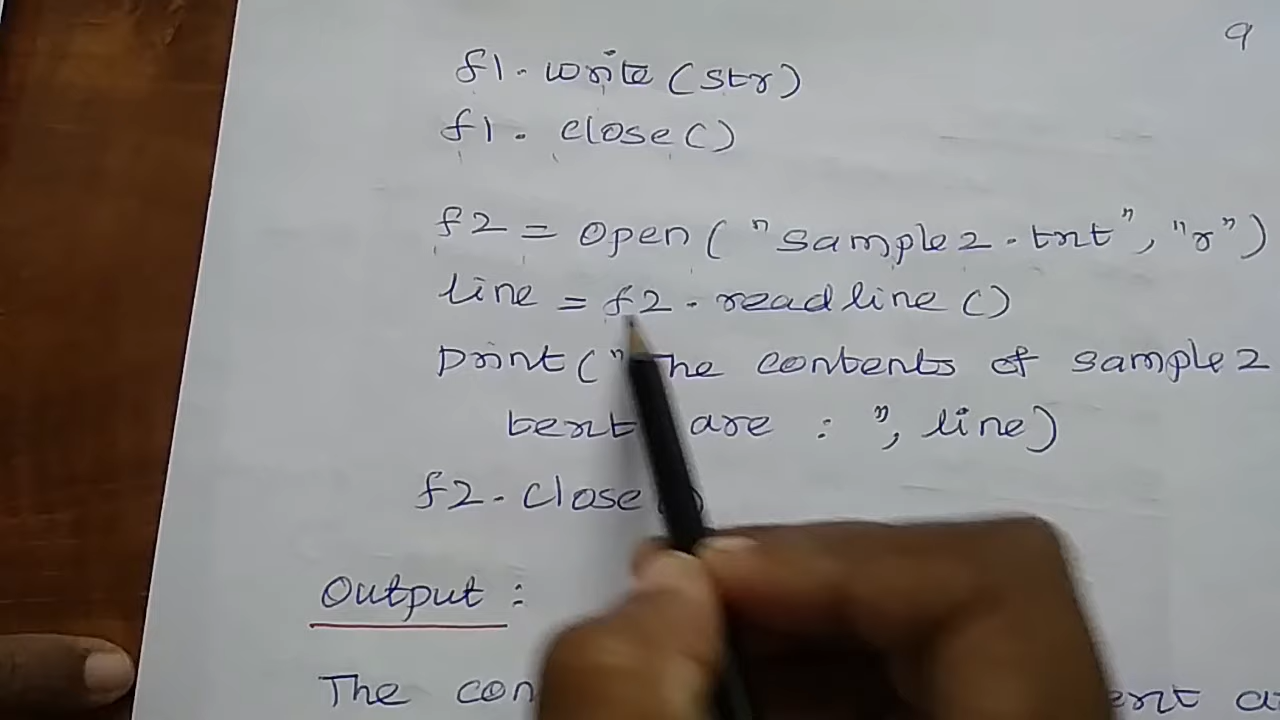 9
f1.write(str)
f1.close()
f2 = open("sample2.txt", "r")
line = f2.readline()
print("The contents of sample2
text are : ", line)
f2.close()
Output :
The con